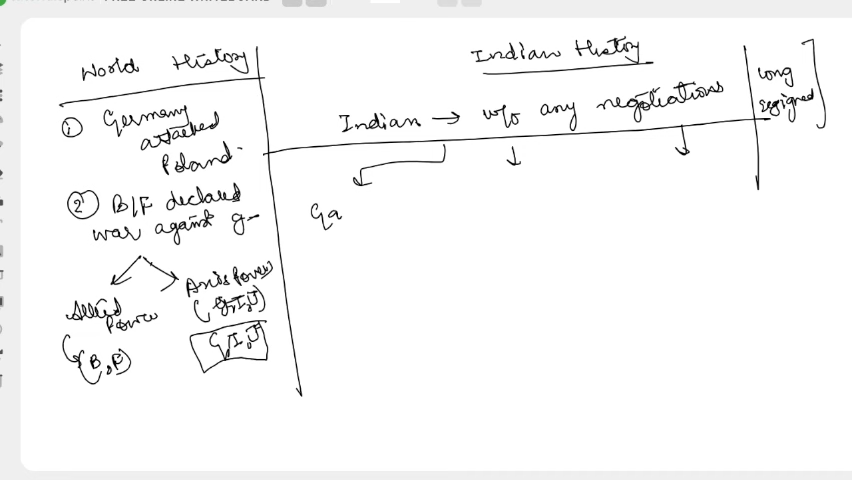 World History
① Germany
attacked
Poland
② B/F declared
war against g-
Allied
Power
(B, F)
Axis Power
(G, I, J)
G, I, J
Indian History
Indian → w/o any negotiations
Cong
resigned
Ga